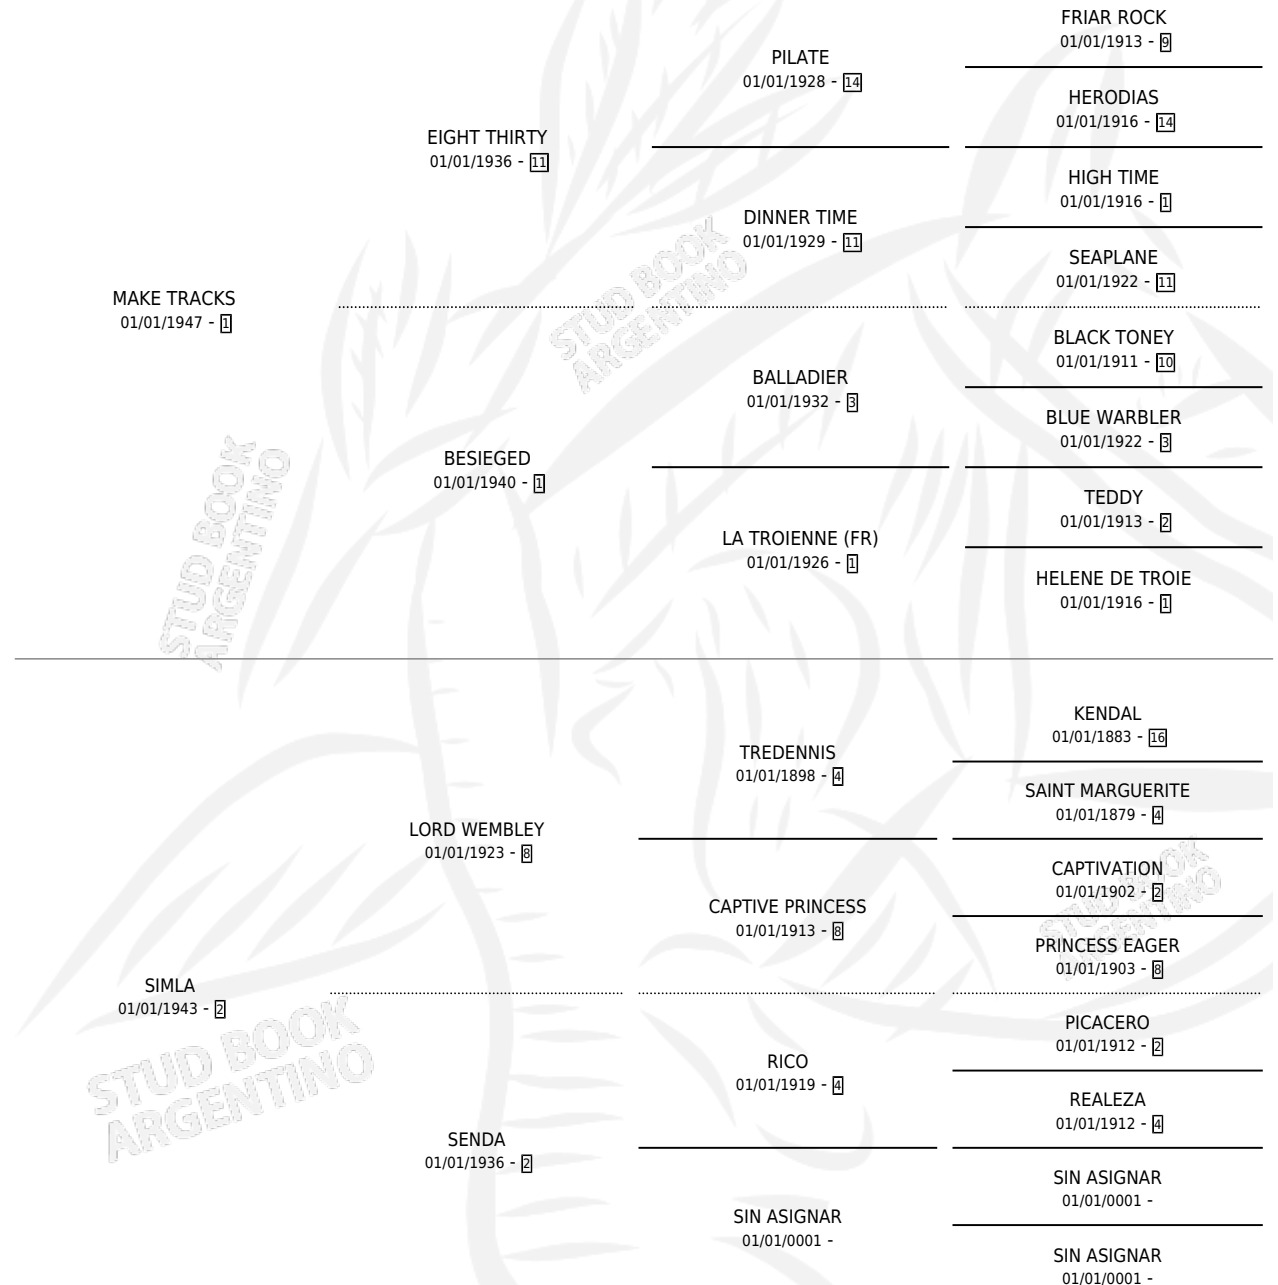 FRIAR ROCK
01/01/1913 - 9
PILATE
01/01/1928 - 14
HERODIAS
01/01/1916 - 14
EIGHT THIRTY
01/01/1936 - 11
HIGH TIME
01/01/1916 - 1
DINNER TIME
01/01/1929 - 11
SEAPLANE
01/01/1922 - 11
MAKE TRACKS
01/01/1947 - 1
BLACK TONEY
01/01/1911 - 10
BALLADIER
01/01/1932 - 3
BLUE WARBLER
01/01/1922 - 3
BESIEGED
01/01/1940 - 1
TEDDY
01/01/1913 - 2
LA TROIENNE (FR)
01/01/1926 - 1
HELENE DE TROIE
01/01/1916 - 1
KENDAL
01/01/1883 - 16
TREDENNIS
01/01/1898 - 4
SAINT MARGUERITE
01/01/1879 - 4
LORD WEMBLEY
01/01/1923 - 8
CAPTIVATION
01/01/1902 - 2
CAPTIVE PRINCESS
01/01/1913 - 8
PRINCESS EAGER
01/01/1903 - 8
SIMLA
01/01/1943 - 2
PICACERO
01/01/1912 - 2
RICO
01/01/1919 - 4
REALEZA
01/01/1912 - 4
SENDA
01/01/1936 - 2
SIN ASIGNAR
01/01/0001 -
SIN ASIGNAR
01/01/0001 -
SIN ASIGNAR
01/01/0001 -
STUD BOOK
ARGENTINO
STUD BOOK
ARGENTINO
STUD BOOK
ARGENTINO
STUD BOOK
ARGENTINO